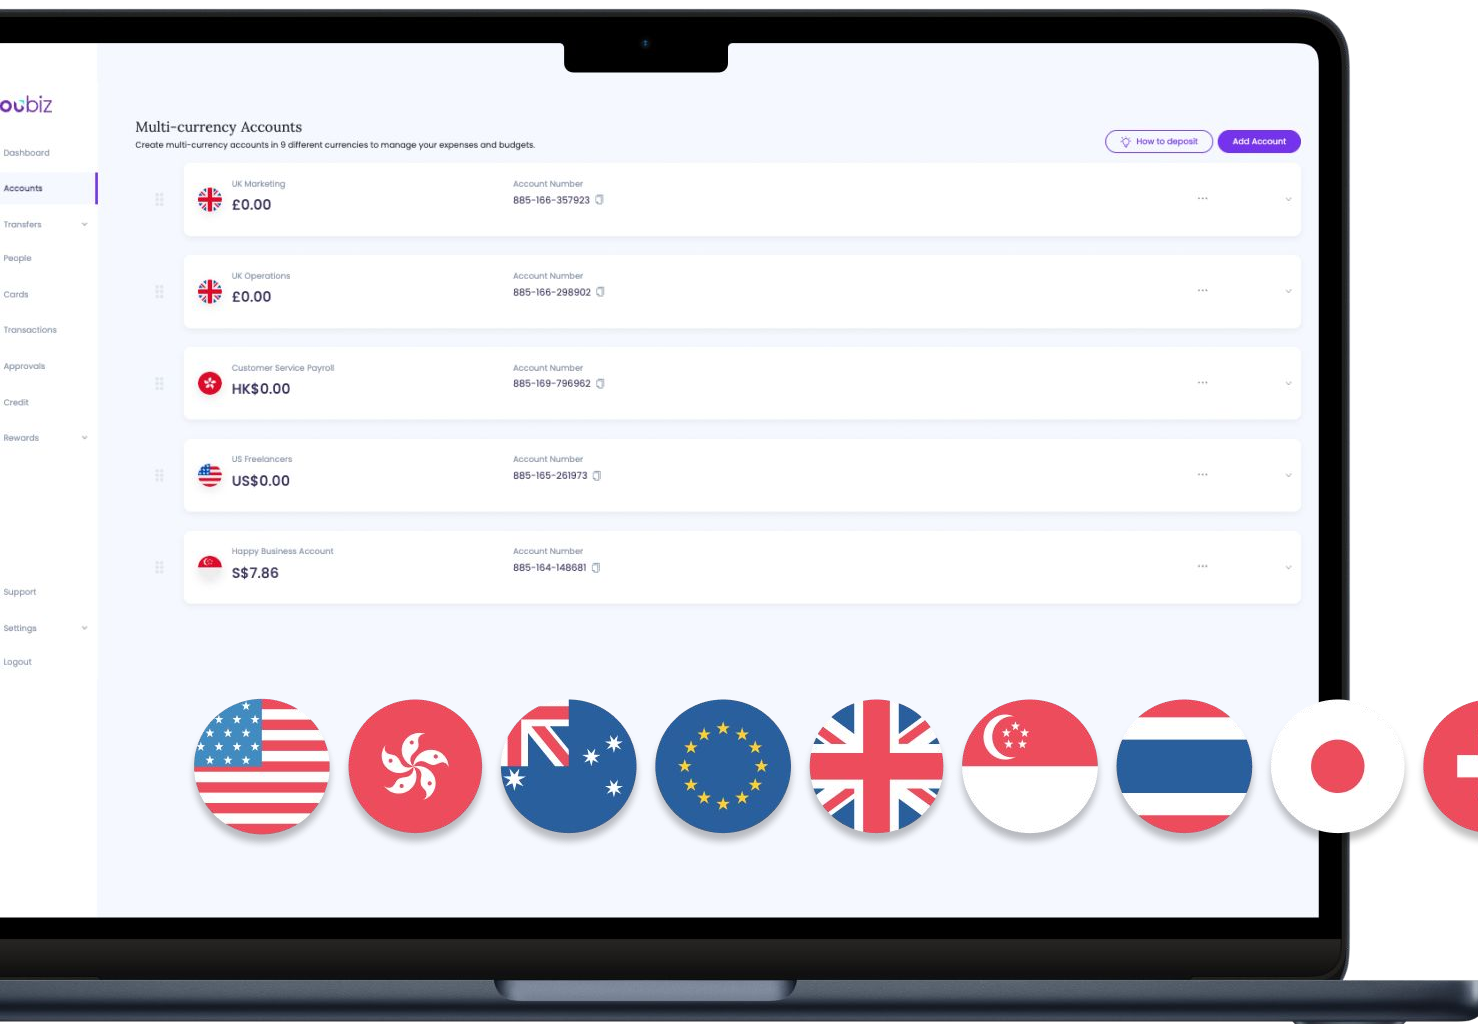 oubiz
Dashboard
Accounts
Transfers
People
Cards
Transactions
Approvals
Credit
Rewards
Support
Settings
Logout
Multi-currency Accounts
Create multi-currency accounts in 9 different currencies to manage your expenses and budgets.
How to deposit
Add Account
UK Marketing
£0.00
Account Number
885-166-357923
UK Operations
£0.00
Account Number
885-166-298902
Customer Service Payroll
HK$0.00
Account Number
885-169-796962
US Freelancers
US$0.00
Account Number
885-165-261973
Happy Business Account
S$7.86
Account Number
885-164-148681